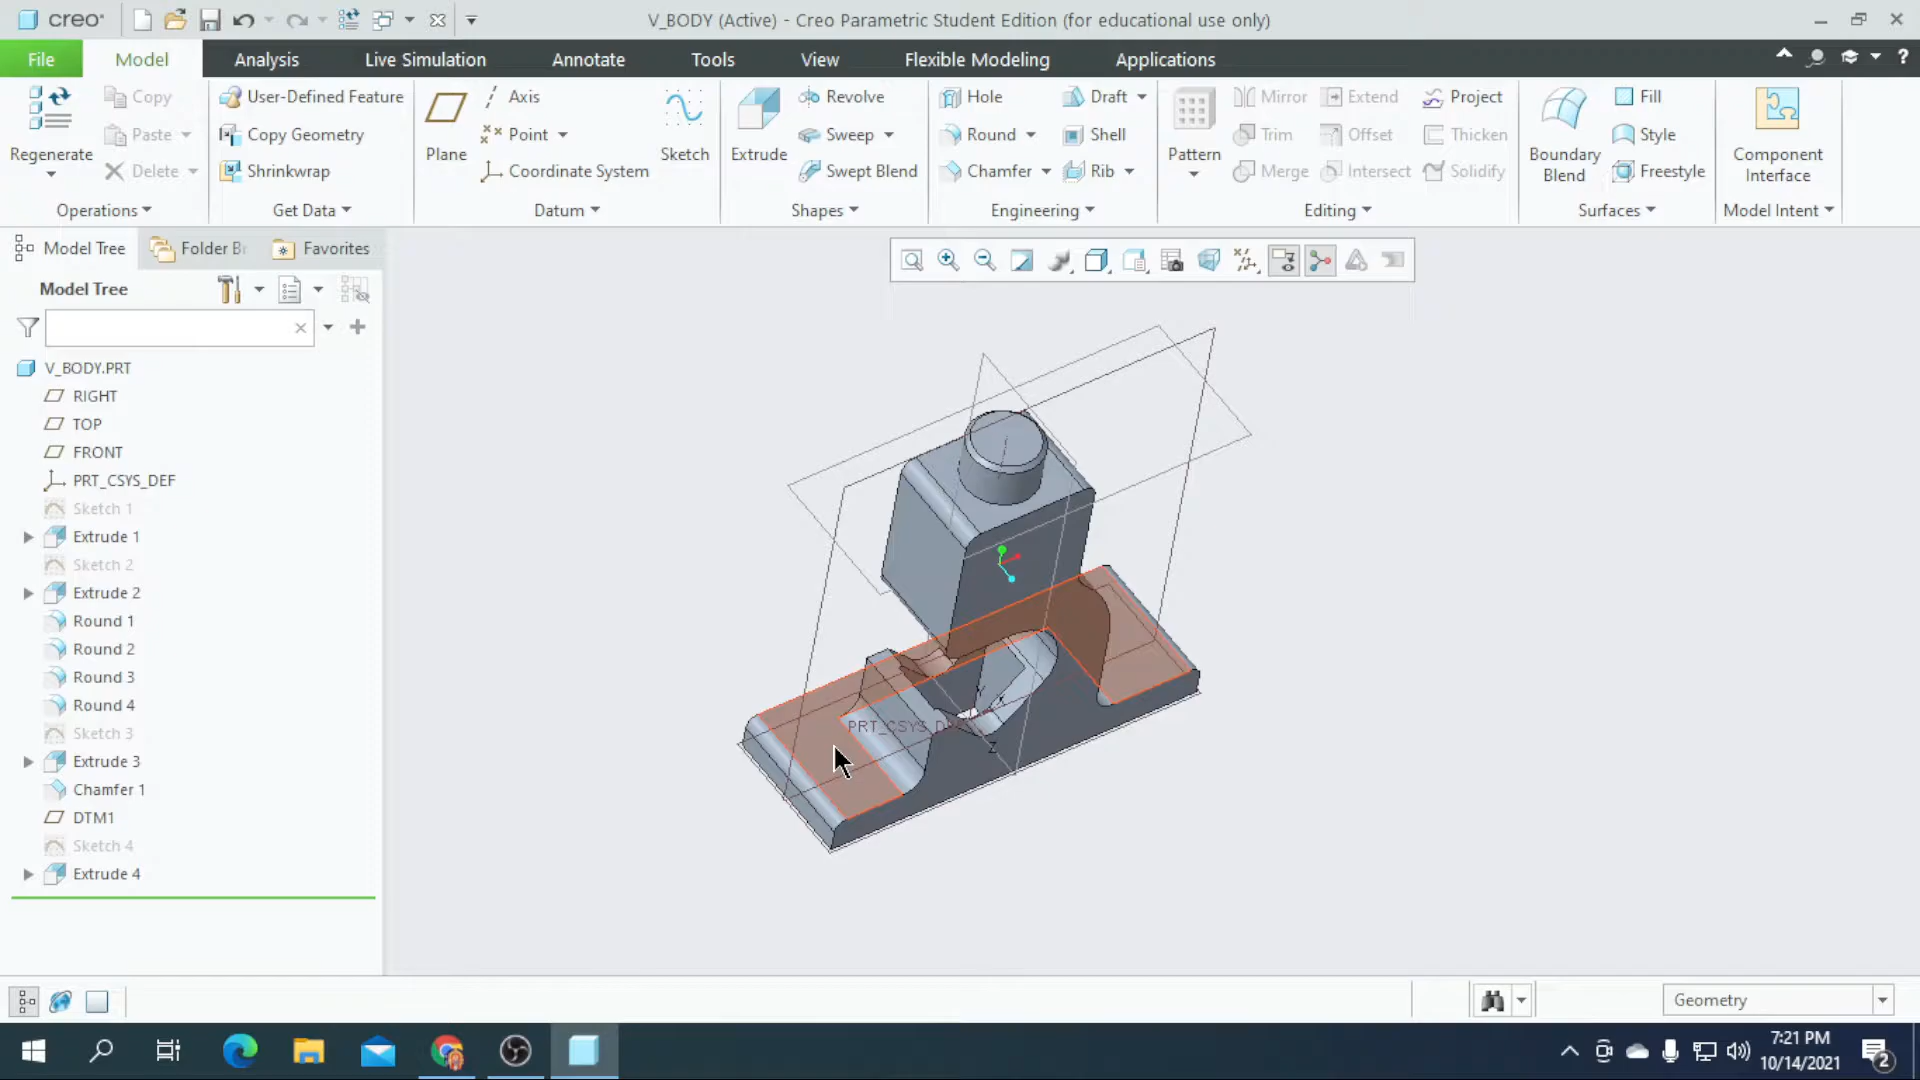 creo V_BODY (Active) - Creo Parametric Student Edition (for educational use only)
File Model Analysis Live Simulation Annotate Tools View Flexible Modeling Applications
Regenerate
Copy
Paste
Delete
Operations
User-Defined Feature
Copy Geometry
Shrinkwrap
Get Data
Plane
Axis
Point
Coordinate System
Sketch
Datum
Extrude
Revolve
Sweep
Swept Blend
Shapes
Hole
Draft
Round
Shell
Chamfer
Rib
Engineering
Pattern
Mirror
Extend
Project
Trim
Offset
Thicken
Merge
Intersect
Solidify
Editing
Boundary
Blend
Fill
Style
Freestyle
Surfaces
Component
Interface
Model Intent
Model Tree
Folder B
Favorites
Model Tree
V_BODY.PRT
RIGHT
TOP
FRONT
PRT_CSYS_DEF
Sketch 1
Extrude 1
Sketch 2
Extrude 2
Round 1
Round 2
Round 3
Round 4
Sketch 3
Extrude 3
Chamfer 1
DTM1
Sketch 4
Extrude 4
Y
X
PRT_CSYS_D
Z
Geometry
7:21 PM
10/14/2021
2